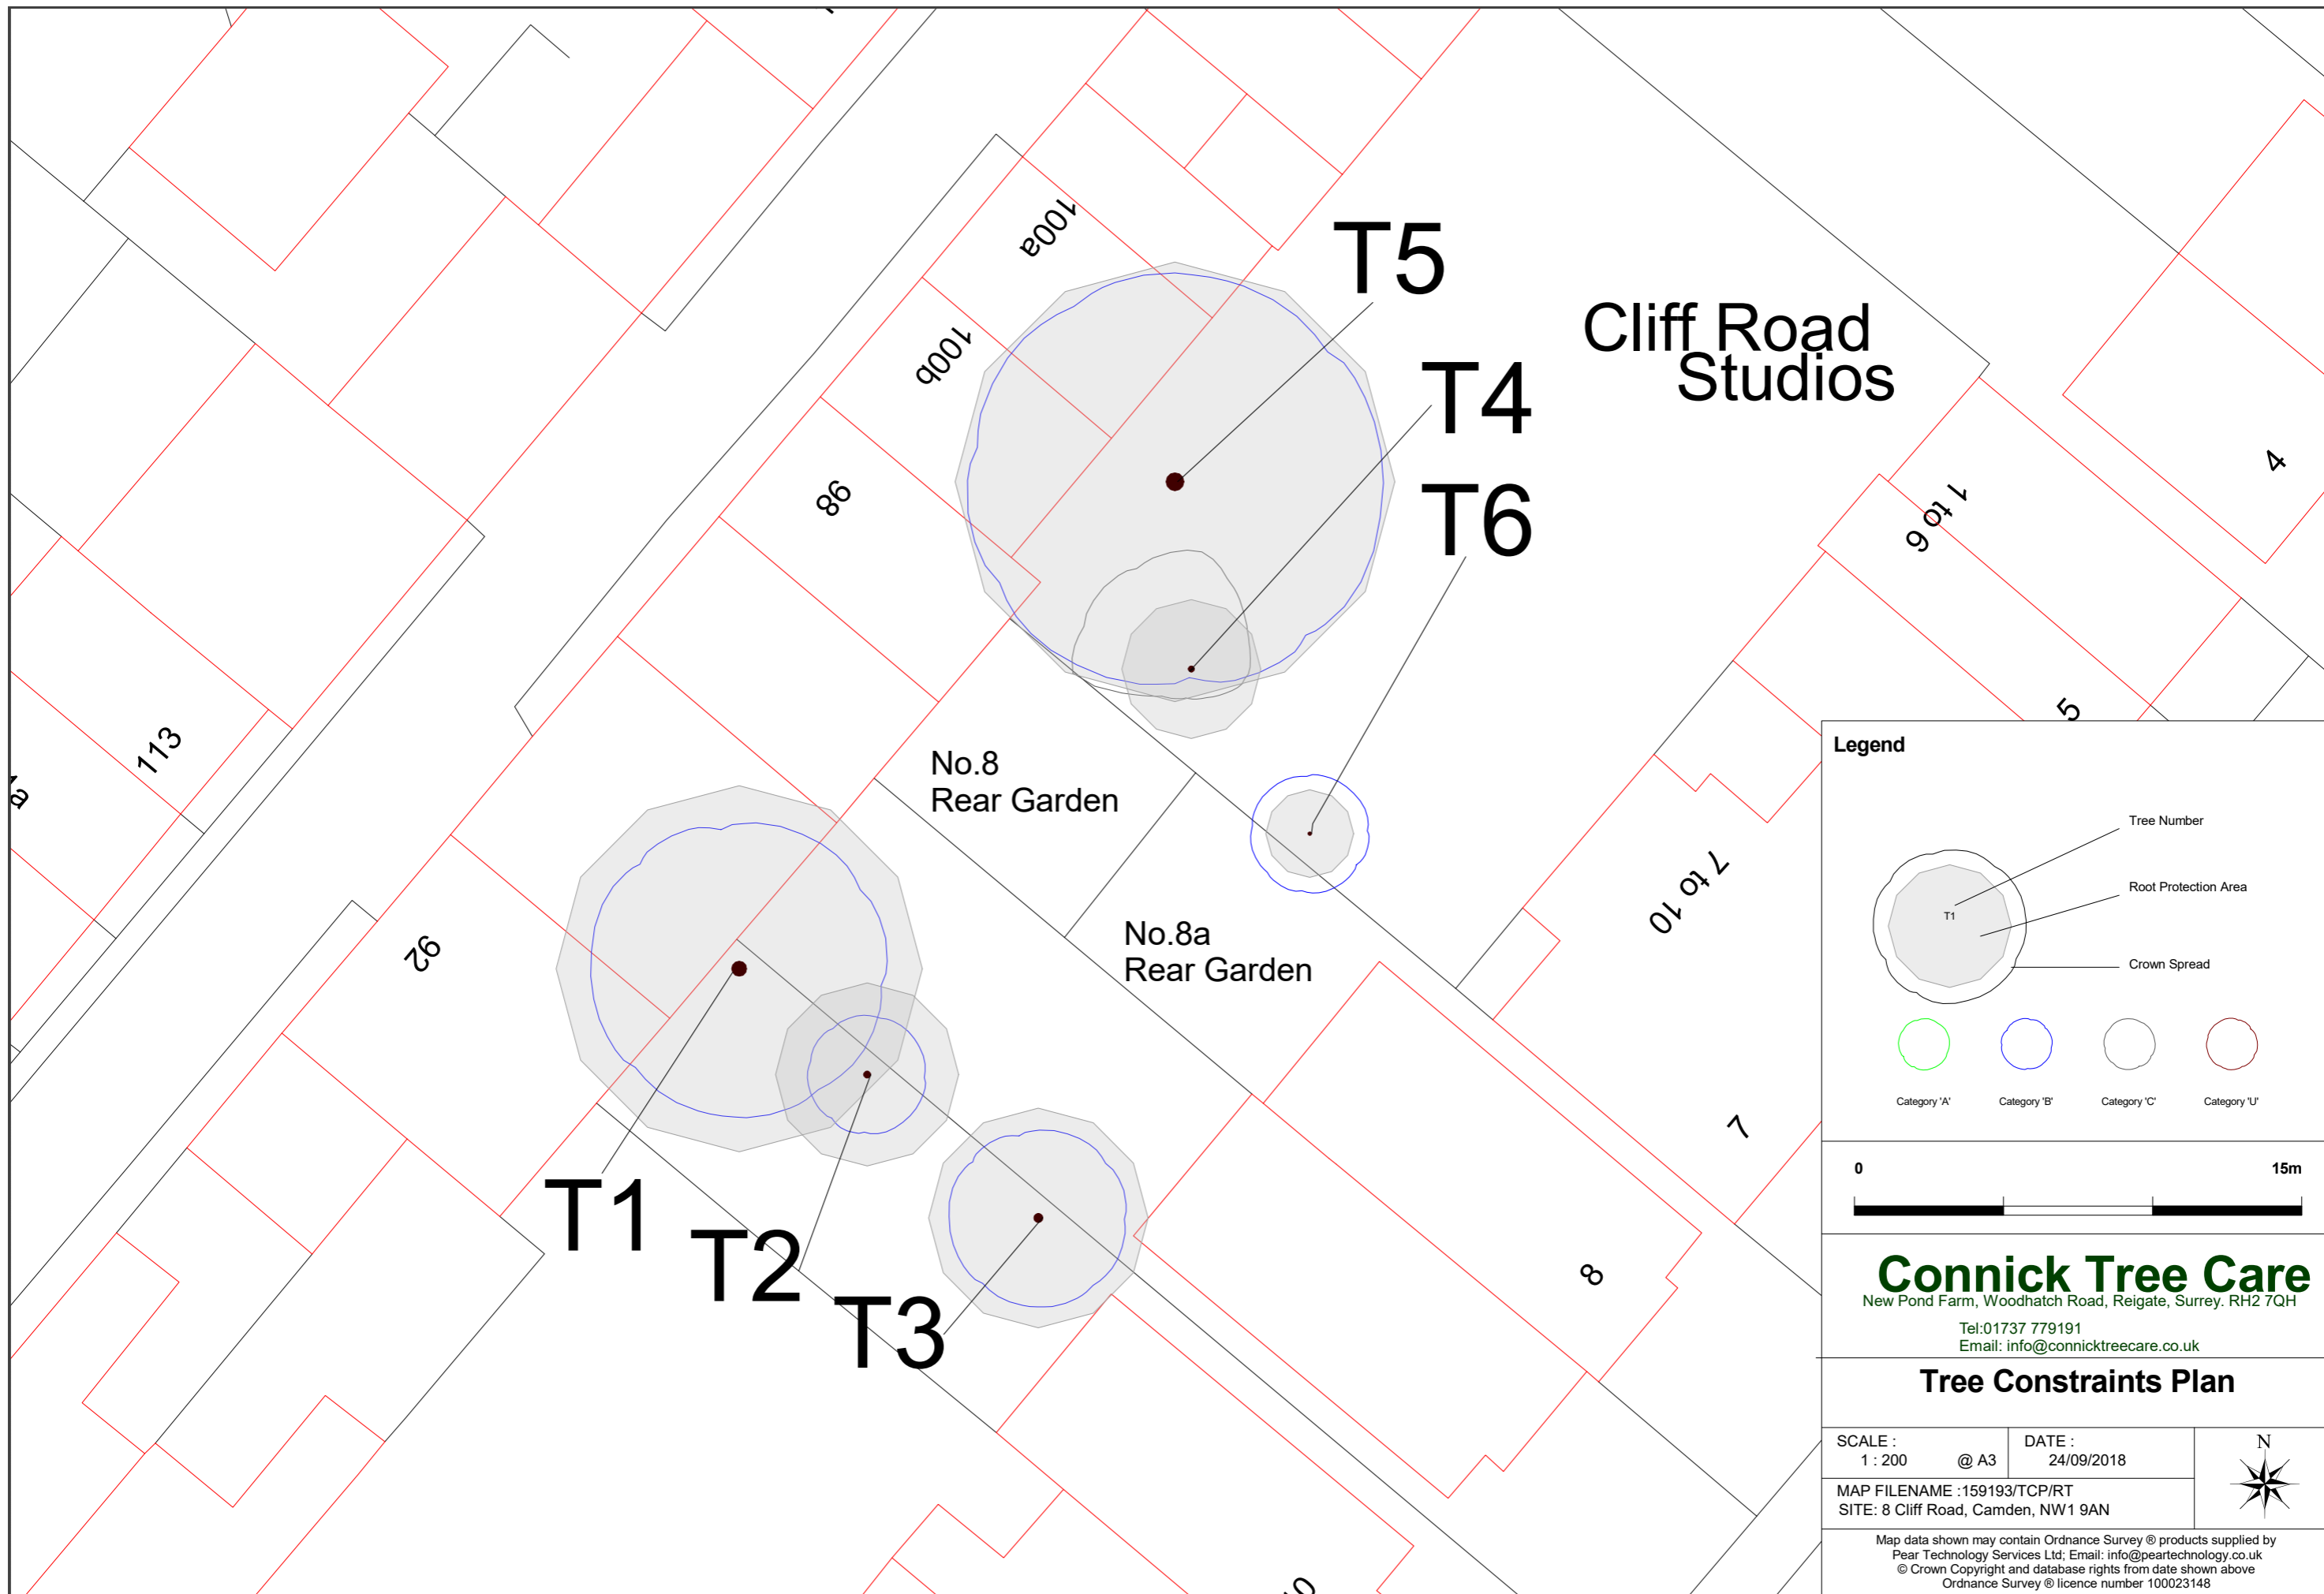 100a
T5
Cliff Road
Studios
100b
T4
98
T6
4
1 to 6
113
5
No.8
Rear Garden
7 to 10
92
No.8a
Rear Garden
7
T1
T2
T3
8
Legend
Tree Number
Root Protection Area
T1
Crown Spread
Category 'A'
Category 'B'
Category 'C'
Category 'U'
0
15m
Connick Tree Care
New Pond Farm, Woodhatch Road, Reigate, Surrey. RH2 7QH
Tel:01737 779191
Email: info@connicktreecare.co.uk
Tree Constraints Plan
SCALE :
1 : 200 @ A3
DATE :
24/09/2018
N
MAP FILENAME :159193/TCP/RT
SITE: 8 Cliff Road, Camden, NW1 9AN
Map data shown may contain Ordnance Survey ® products supplied by
Pear Technology Services Ltd; Email: info@peartechnology.co.uk
© Crown Copyright and database rights from date shown above
Ordnance Survey ® licence number 100023148